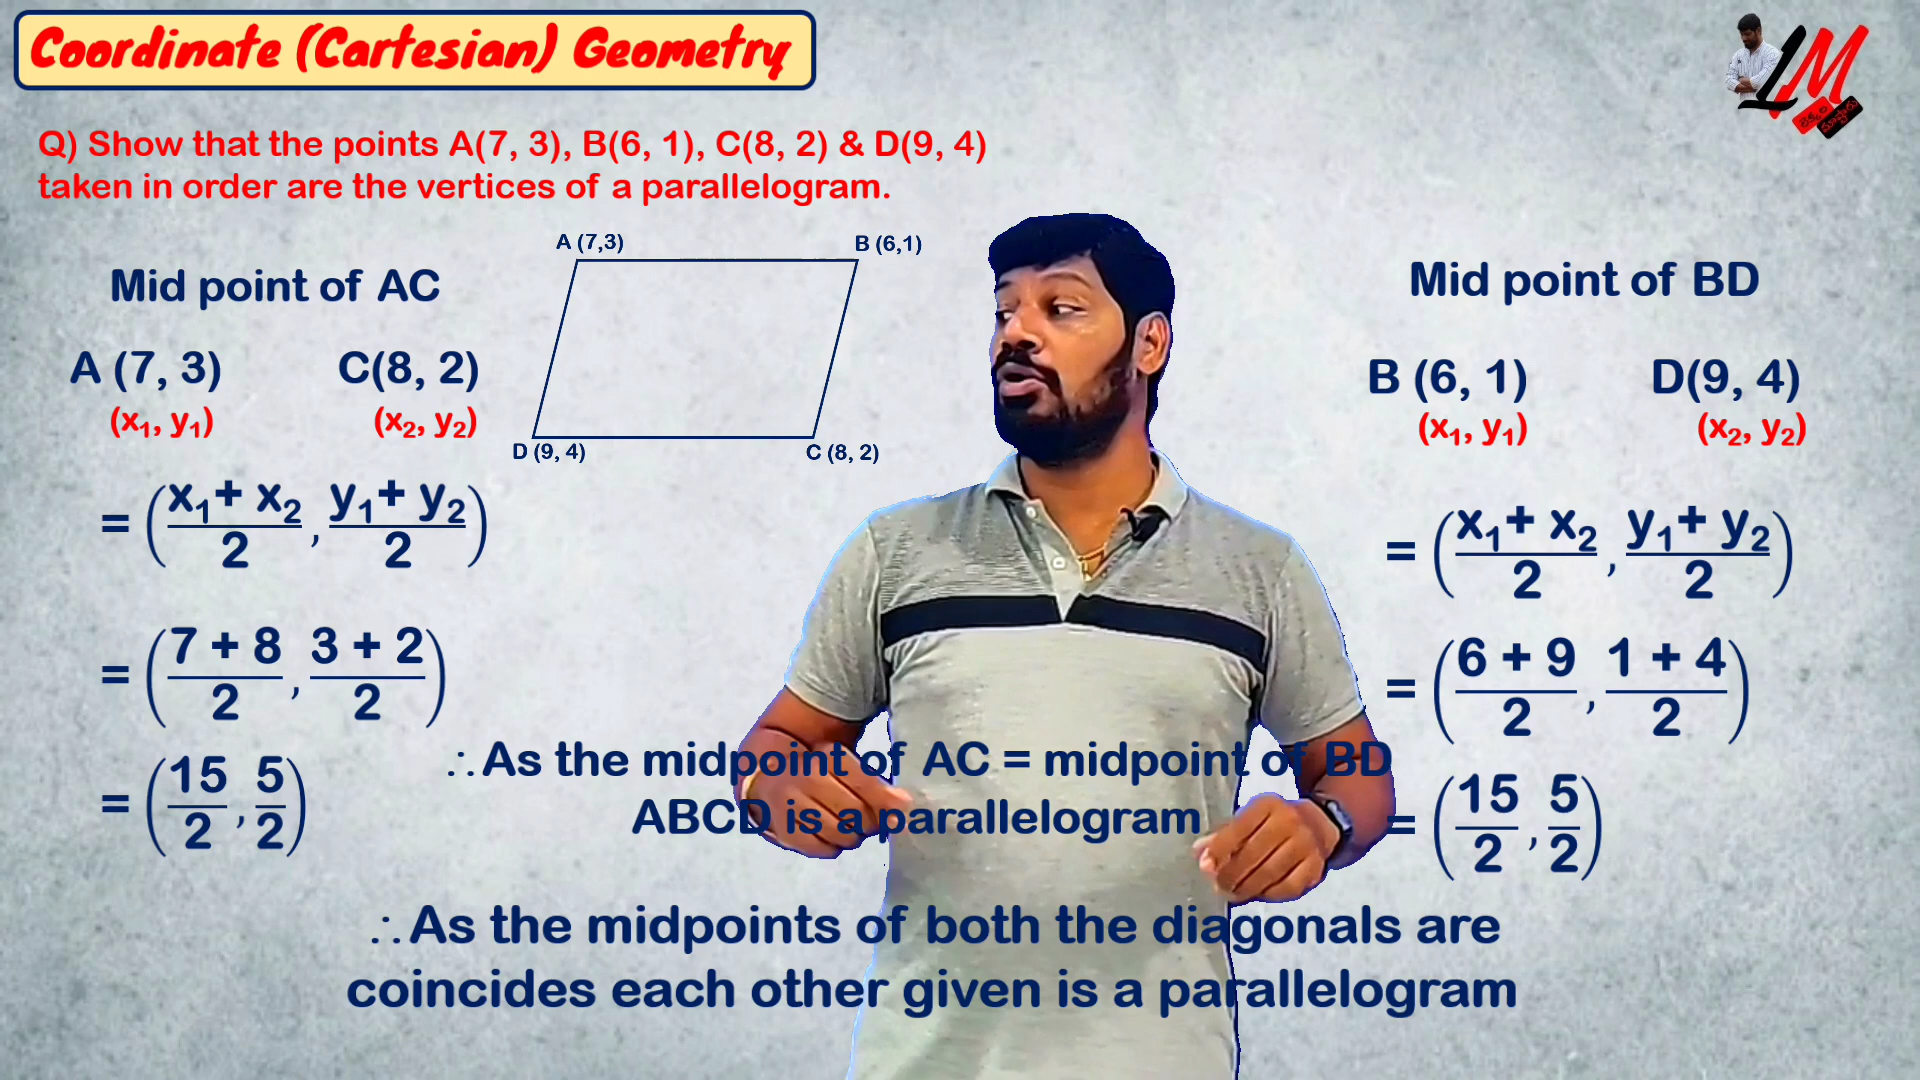 Coordinate (Cartesian) Geometry
LM
Q) Show that the points A(7, 3), B(6, 1), C(8, 2) & D(9, 4)
taken in order are the vertices of a parallelogram.
A (7,3)
B (6,1)
D (9, 4)
C (8, 2)
Mid point of AC
A (7, 3) C(8, 2)
(x₁, y₁) (x₂, y₂)
= (x₁+ x₂/2, y₁+ y₂/2)
= (7 + 8/2, 3 + 2/2)
= (15/2, 5/2)
Mid point of BD
B (6, 1) D(9, 4)
(x₁, y₁) (x₂, y₂)
= (x₁+ x₂/2, y₁+ y₂/2)
= (6 + 9/2, 1 + 4/2)
= (15/2, 5/2)
∴As the midpoint of AC = midpoint of BD
ABCD is a parallelogram
∴As the midpoints of both the diagonals are
coincides each other given is a parallelogram